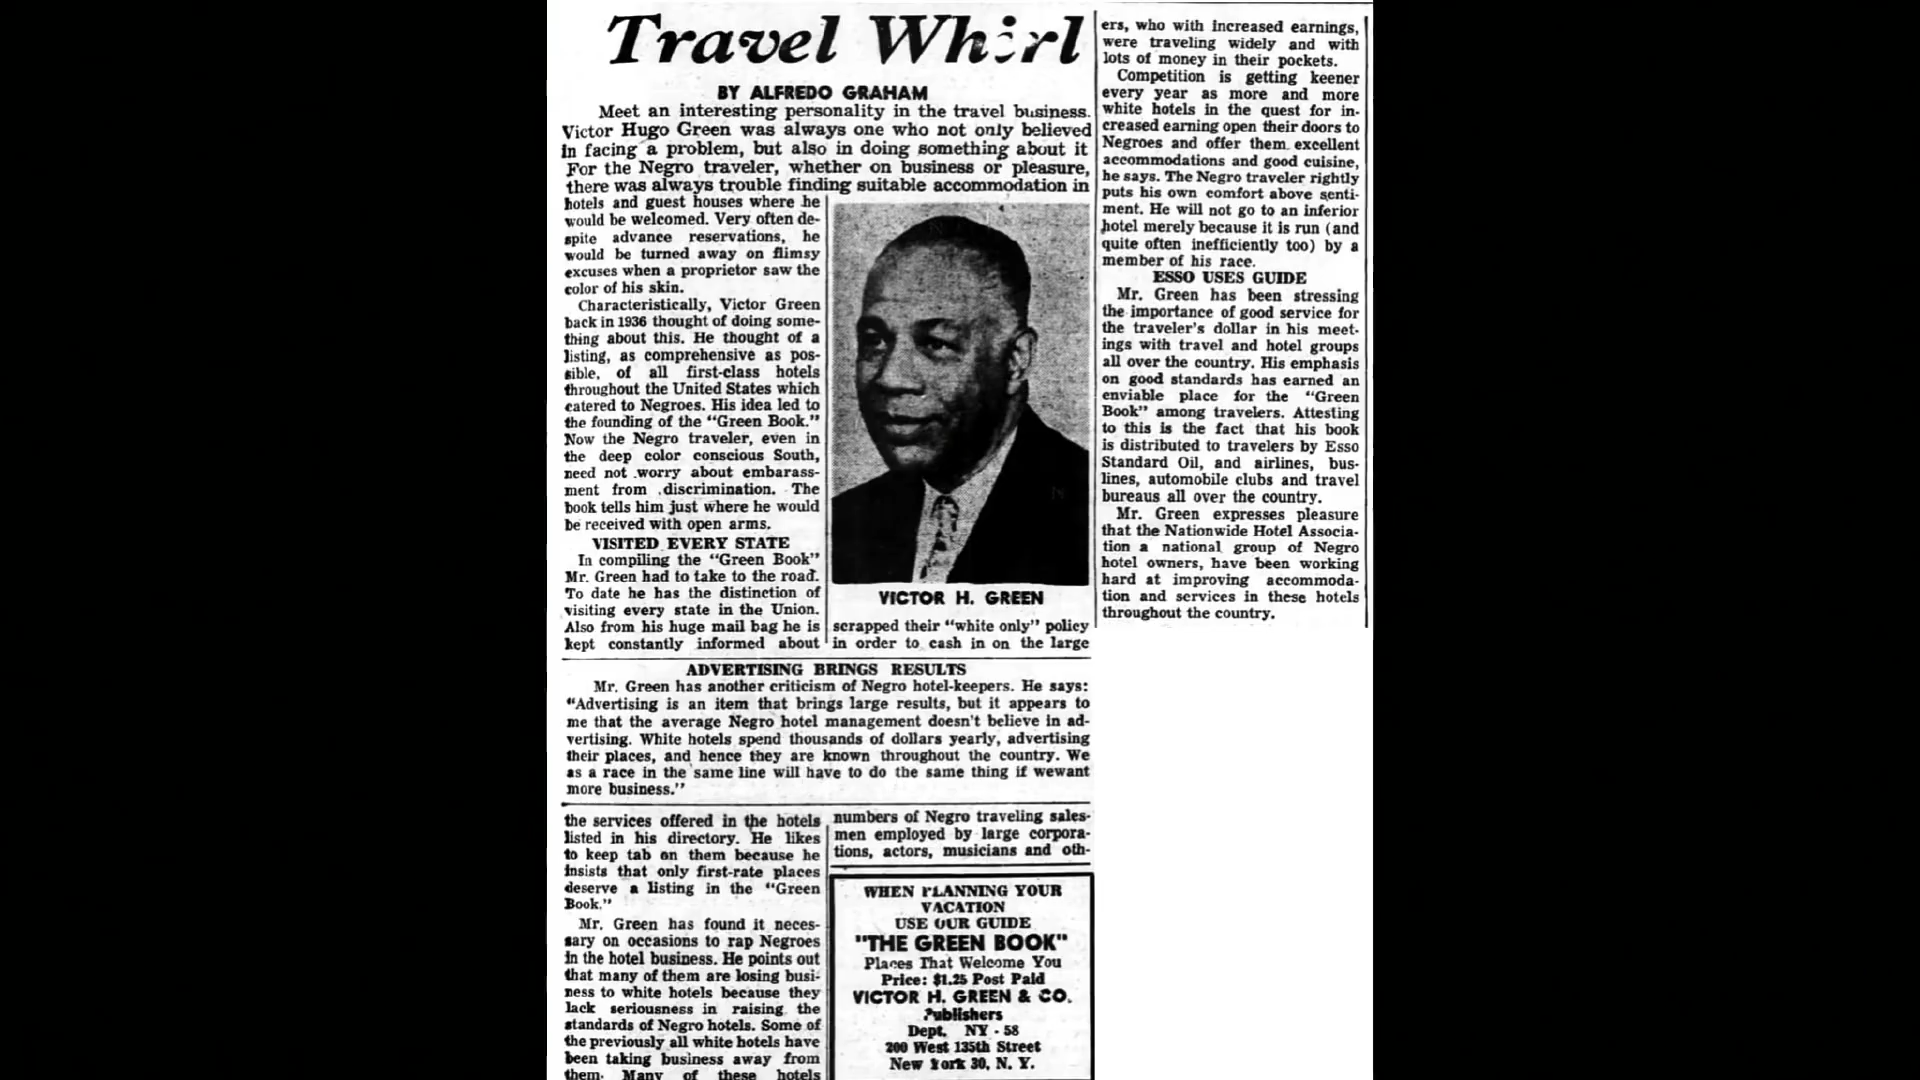 Travel Whirl
BY ALFREDO GRAHAM
Meet an interesting personality in the travel business.
Victor Hugo Green was always one who not only believed
in facing a problem, but also in doing something about it
For the Negro traveler, whether on business or pleasure,
there was always trouble finding suitable accommodation in
hotels and guest houses where he
would be welcomed. Very often de-
spite advance reservations, he
would be turned away on flimsy
excuses when a proprietor saw the
color of his skin.
Characteristically, Victor Green
back in 1936 thought of doing some-
thing about this. He thought of a
listing, as comprehensive as pos-
sible, of all first-class hotels
throughout the United States which
catered to Negroes. His idea led to
the founding of the "Green Book."
Now the Negro traveler, even in
the deep color conscious South,
need not worry about embarass-
ment from discrimination. The
book tells him just where he would
be received with open arms.
VISITED EVERY STATE
In compiling the "Green Book"
Mr. Green had to take to the road.
To date he has the distinction of
visiting every state in the Union.
Also from his huge mail bag he is
kept constantly informed about
ADVERTISING BRINGS RESULTS
Mr. Green has another criticism of Negro hotel-keepers. He says:
"Advertising is an item that brings large results, but it appears to
me that the average Negro hotel management doesn't believe in ad-
vertising. White hotels spend thousands of dollars yearly, advertising
their places, and hence they are known throughout the country. We
as a race in the same line will have to do the same thing if wewant
more business."
the services offered in the hotels
listed in his directory. He likes
to keep tab on them because he
insists that only first-rate places
deserve a listing in the "Green
Book."
Mr. Green has found it neces-
sary on occasions to rap Negroes
in the hotel business. He points out
that many of them are losing busi-
ness to white hotels because they
lack seriousness in raising the
standards of Negro hotels. Some of
the previously all white hotels have
been taking business away from
them. Many of these hotels
VICTOR H. GREEN
scrapped their "white only" policy
in order to cash in on the large
numbers of Negro traveling sales-
men employed by large corpora-
tions, actors, musicians and oth-
WHEN PLANNING YOUR
VACATION
USE OUR GUIDE
"THE GREEN BOOK"
Places That Welcome You
Price: $1.25 Post Paid
VICTOR H. GREEN & CO.
Publishers
Dept. NY - 58
200 West 135th Street
New York 30, N. Y.
ers, who with increased earnings,
were traveling widely and with
lots of money in their pockets.
Competition is getting keener
every year as more and more
white hotels in the quest for in-
creased earning open their doors to
Negroes and offer them excellent
accommodations and good cuisine,
he says. The Negro traveler rightly
puts his own comfort above senti-
ment. He will not go to an inferior
hotel merely because it is run (and
quite often inefficiently too) by a
member of his race.
ESSO USES GUIDE
Mr. Green has been stressing
the importance of good service for
the traveler's dollar in his meet-
ings with travel and hotel groups
all over the country. His emphasis
on good standards has earned an
enviable place for the "Green
Book" among travelers. Attesting
to this is the fact that his book
is distributed to travelers by Esso
Standard Oil, and airlines, bus-
lines, automobile clubs and travel
bureaus all over the country.
Mr. Green expresses pleasure
that the Nationwide Hotel Associa-
tion a national group of Negro
hotel owners, have been working
hard at improving accommoda-
tion and services in these hotels
throughout the country.